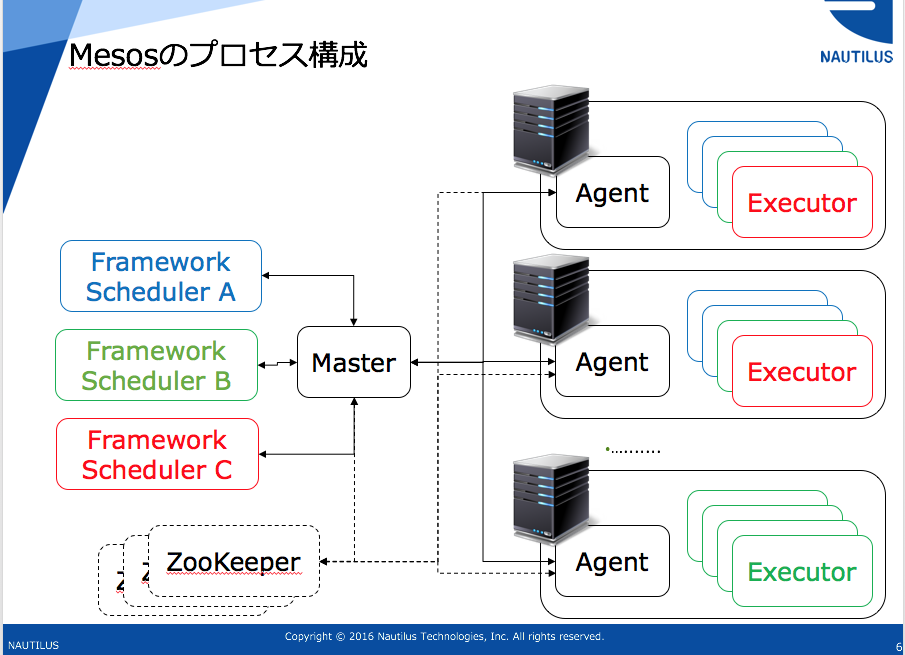 Mesosのプロセス構成
NAUTILUS
Agent
Executor
Framework
Scheduler A
Agent
Executor
Framework
Scheduler B
Master
Framework
Scheduler C
..........
ZooKeeper
Agent
Executor
Copyright © 2016 Nautilus Technologies, Inc. All rights reserved.
NAUTILUS
6